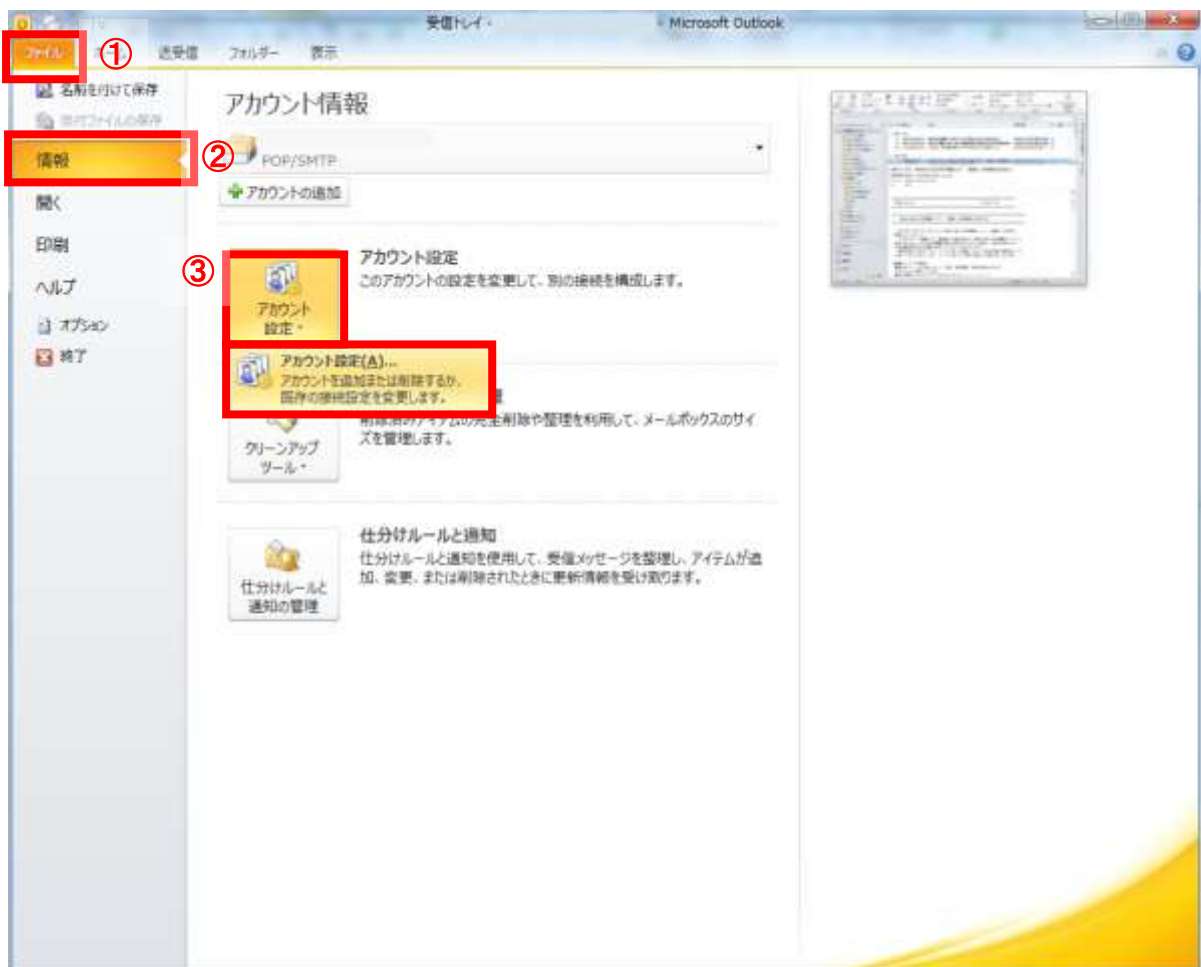 受信トレイ - - Microsoft Outlook
ファイル ① ホーム 送受信 フォルダー 表示
名前を付けて保存
添付ファイルの保存
情報 ②
開く
印刷
ヘルプ
オプション
終了
アカウント情報
POP/SMTP
アカウントの追加
③
アカウント
設定
アカウント設定
このアカウントの設定を変更して、別の接続を構成します。
アカウント設定(A)...
アカウントを追加または削除するか、
既存の接続設定を変更します。
クリーンアップ
ツール
削除済みアイテムの完全削除や整理を利用して、メールボックスのサイ
ズを管理します。
仕分けルールと
通知の管理
仕分けルールと通知
仕分けルールと通知を使用して、受信メッセージを整理し、アイテムが追
加、変更、または削除されたときに更新情報を受け取ります。